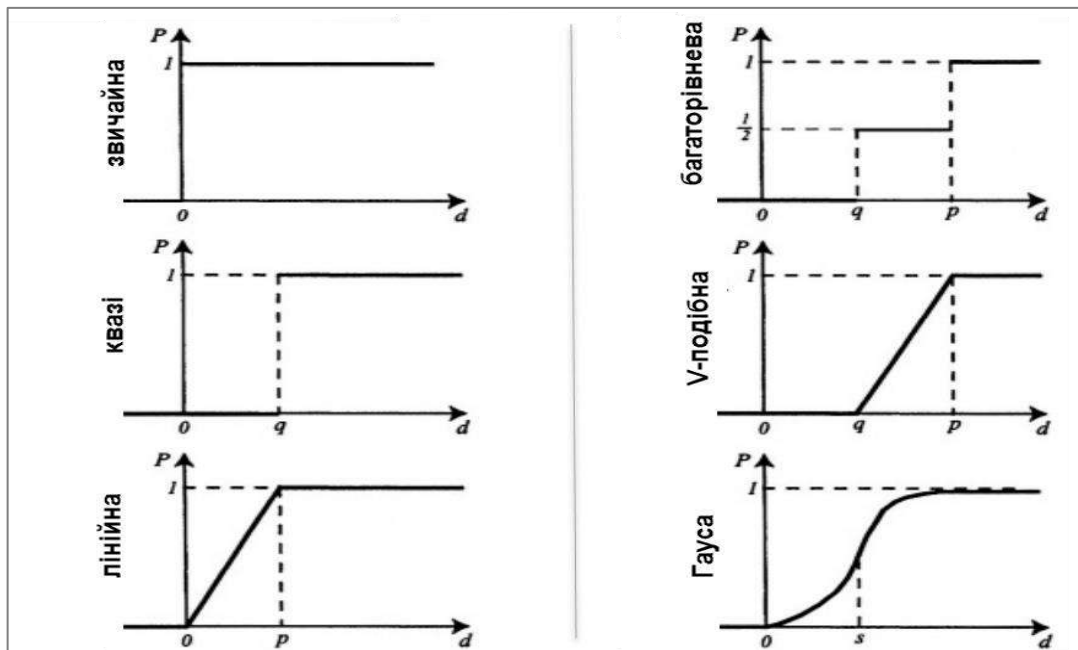 звичайна
P
1
0
d
квазі
P
1
0
q
d
лінійна
P
1
0
p
d
багаторівнева
P
1
1/2
0
q
p
d
V-подібна
P
1
0
q
p
d
Гауса
P
1
0
s
d